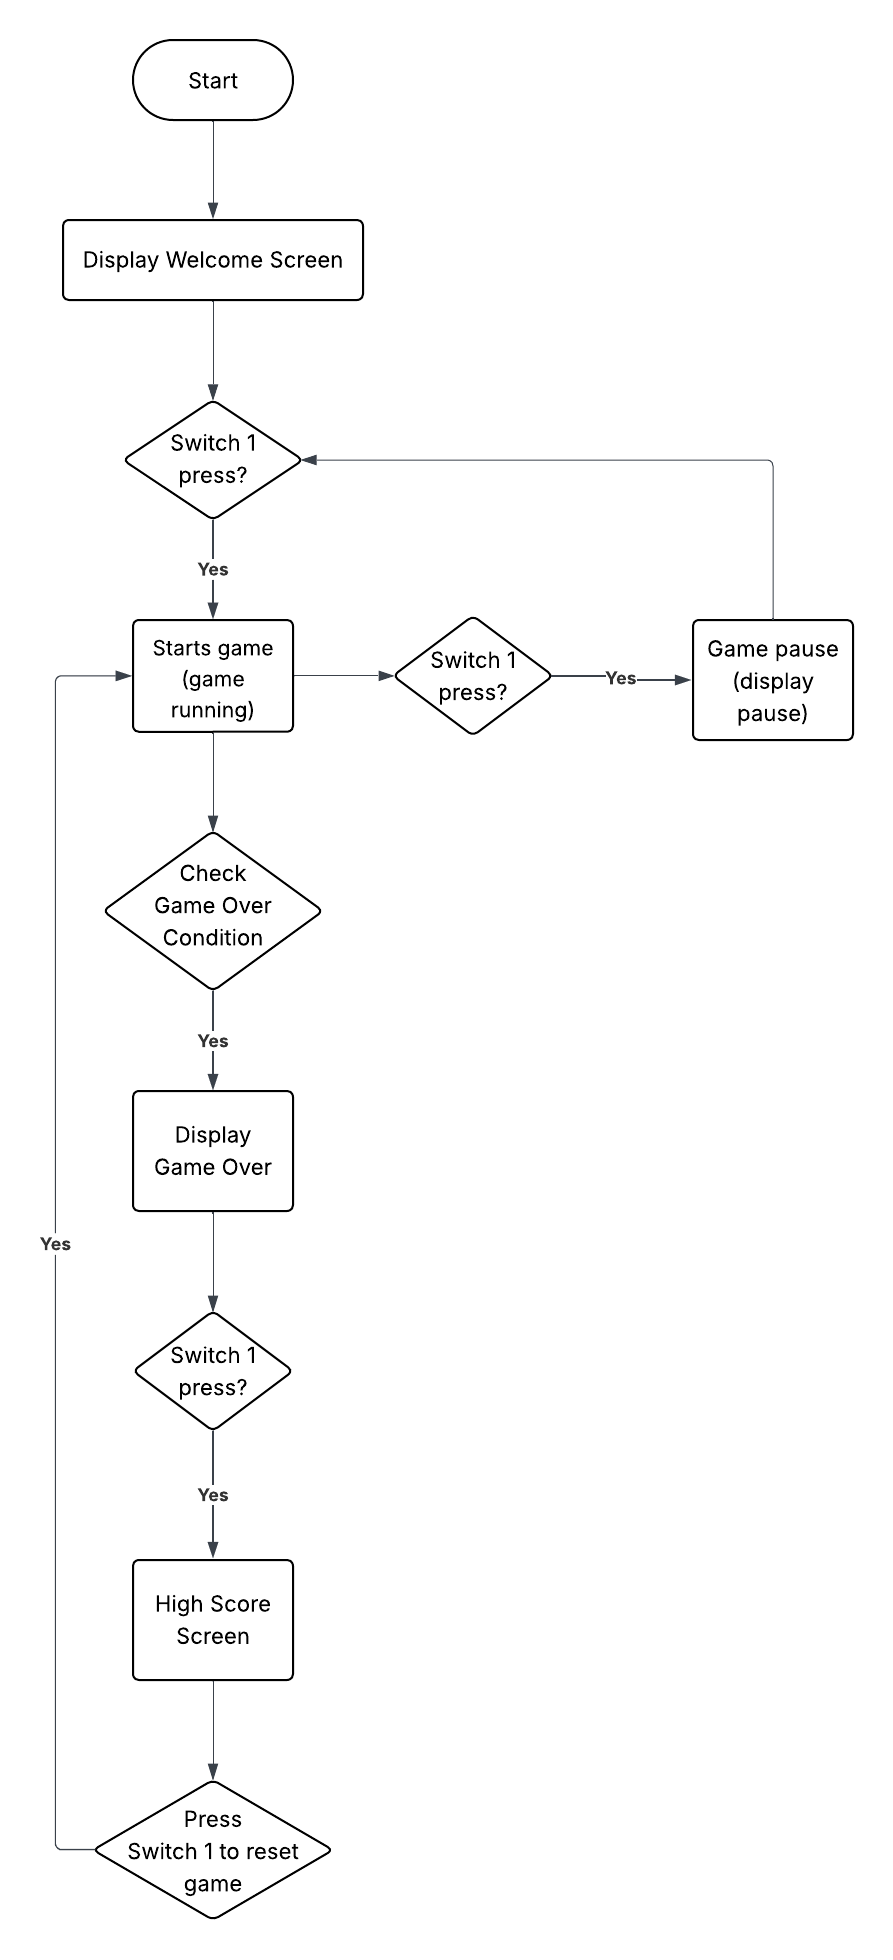 Start
Display Welcome Screen
Switch 1
press?
Yes
Starts game
(game
running)
Switch 1
press?
Yes
Game pause
(display
pause)
Check
Game Over
Condition
Yes
Display
Game Over
Yes
Switch 1
press?
Yes
High Score
Screen
Press
Switch 1 to reset
game